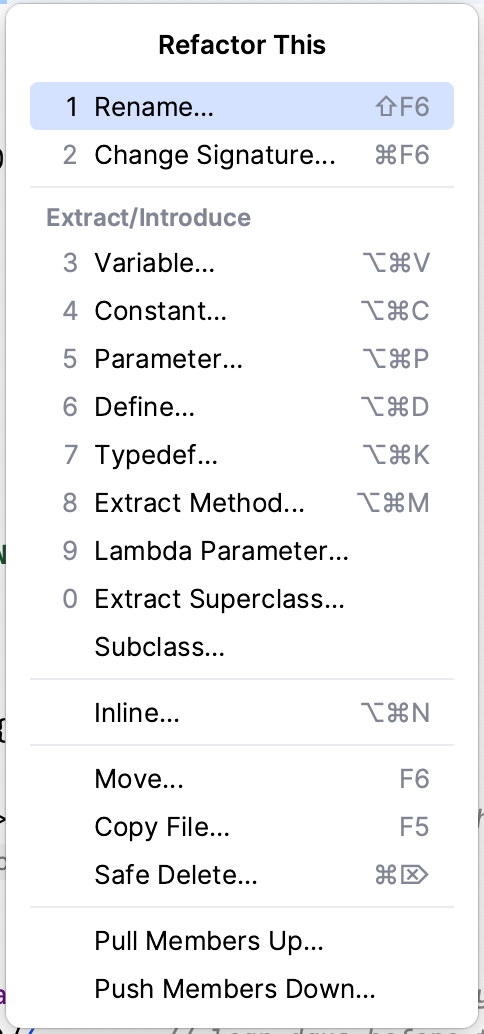 Refactor This
1 Rename... ⇧F6
2 Change Signature... ⌘F6
Extract/Introduce
3 Variable... ⌥⌘V
4 Constant... ⌥⌘C
5 Parameter... ⌥⌘P
6 Define... ⌥⌘D
7 Typedef... ⌥⌘K
8 Extract Method... ⌥⌘M
9 Lambda Parameter...
0 Extract Superclass...
Subclass...
Inline... ⌥⌘N
Move... F6
Copy File... F5
Safe Delete... ⌘⌦
Pull Members Up...
Push Members Down...